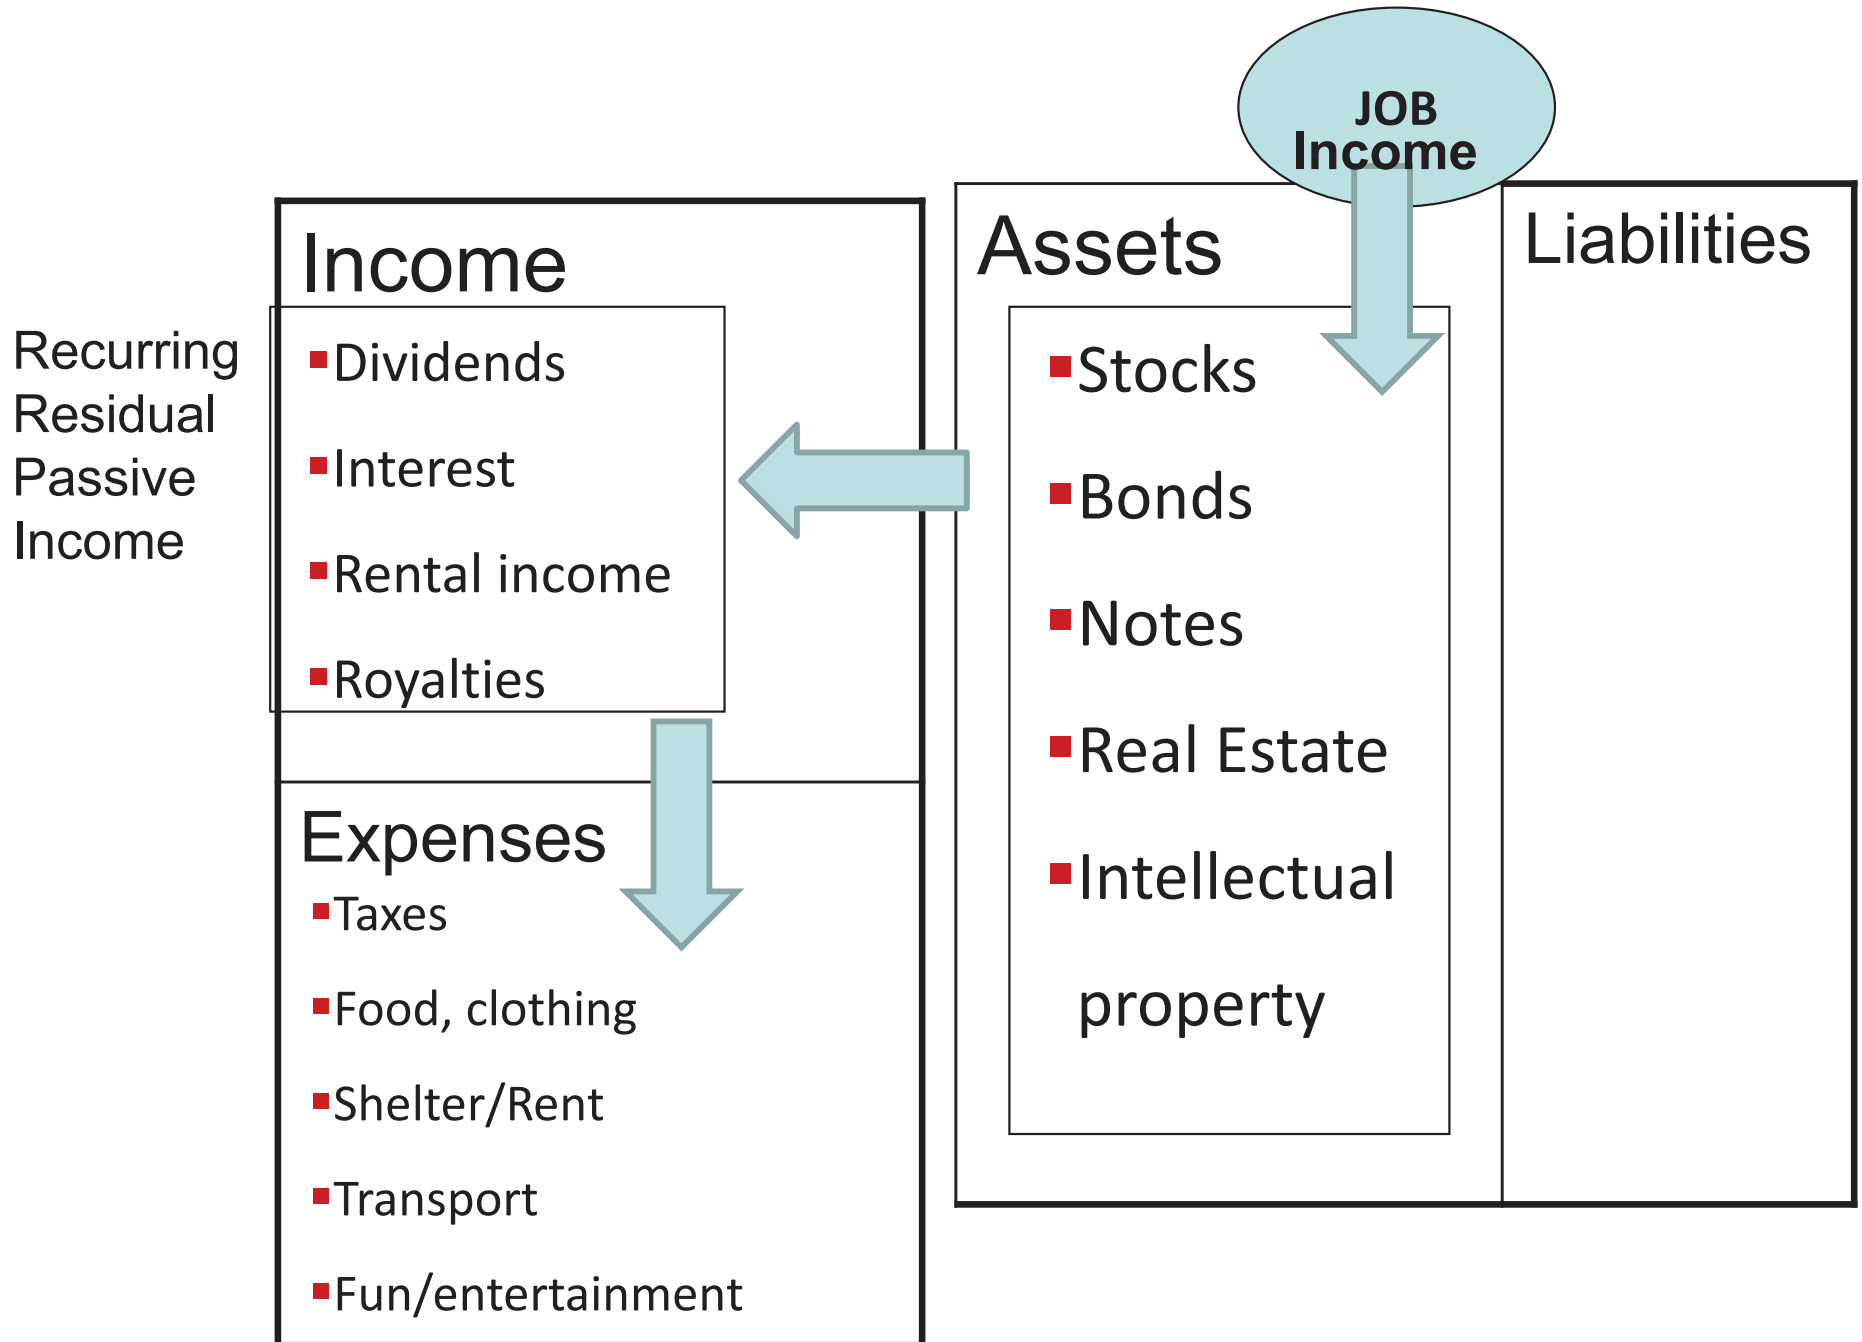 JOB
Income
Income
Recurring
Residual
Passive
Income
▪Dividends
▪Interest
▪Rental income
▪Royalties
Expenses
▪Taxes
▪Food, clothing
▪Shelter/Rent
▪Transport
▪Fun/entertainment
Assets
▪Stocks
▪Bonds
▪Notes
▪Real Estate
▪Intellectual
property
Liabilities